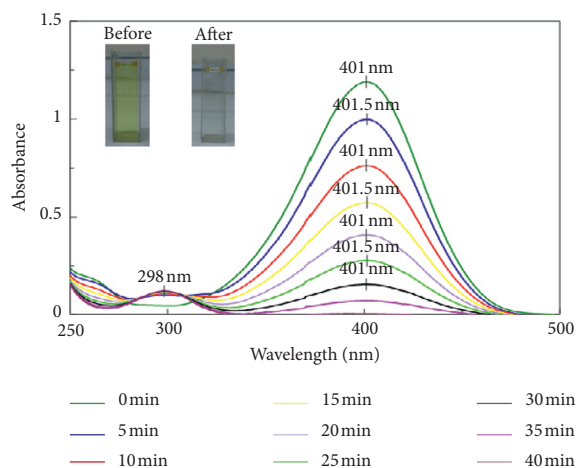 1.5
Before After
401 nm
401.5 nm
401 nm
401.5 nm
401 nm
401.5 nm
401 nm
298 nm
1
0.5
0
Absorbance
250 300 400 500
Wavelength (nm)
0 min 15 min 30 min
5 min 20 min 35 min
10 min 25 min 40 min